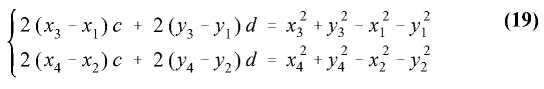 2 (x₃ − x₁) c + 2 (y₃ − y₁) d = x₃² + y₃² − x₁² − y₁² (19)
2 (x₄ − x₂) c + 2 (y₄ − y₂) d = x₄² + y₄² − x₂² − y₂²